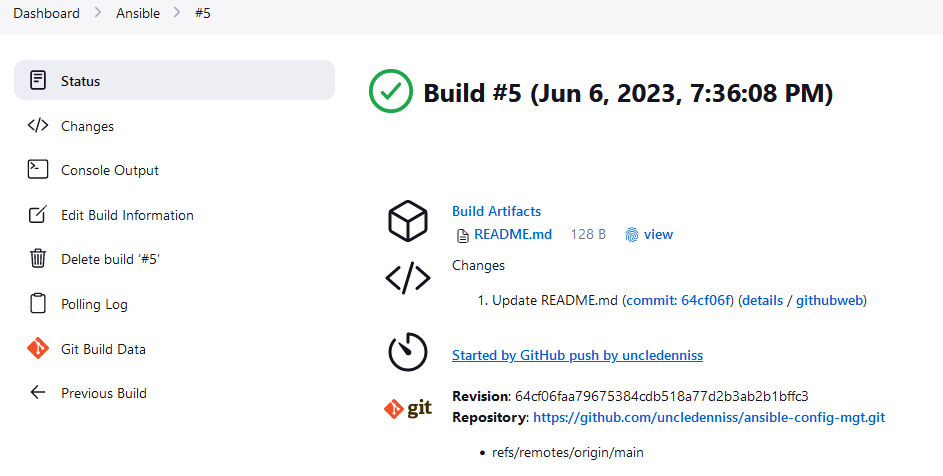 Dashboard > Ansible > #5
Status
Changes
Console Output
Edit Build Information
Delete build ‘#5’
Polling Log
Git Build Data
Previous Build
Build #5 (Jun 6, 2023, 7:36:08 PM)
Build Artifacts
README.md 128 B view
Changes
1. Update README.md (commit: 64cf06f) (details / githubweb)
Started by GitHub push by uncledenniss
git
Revision: 64cf06faa79675384cdb518a77d2b3ab2b1bffc3
Repository: https://github.com/uncledenniss/ansible-config-mgt.git
• refs/remotes/origin/main